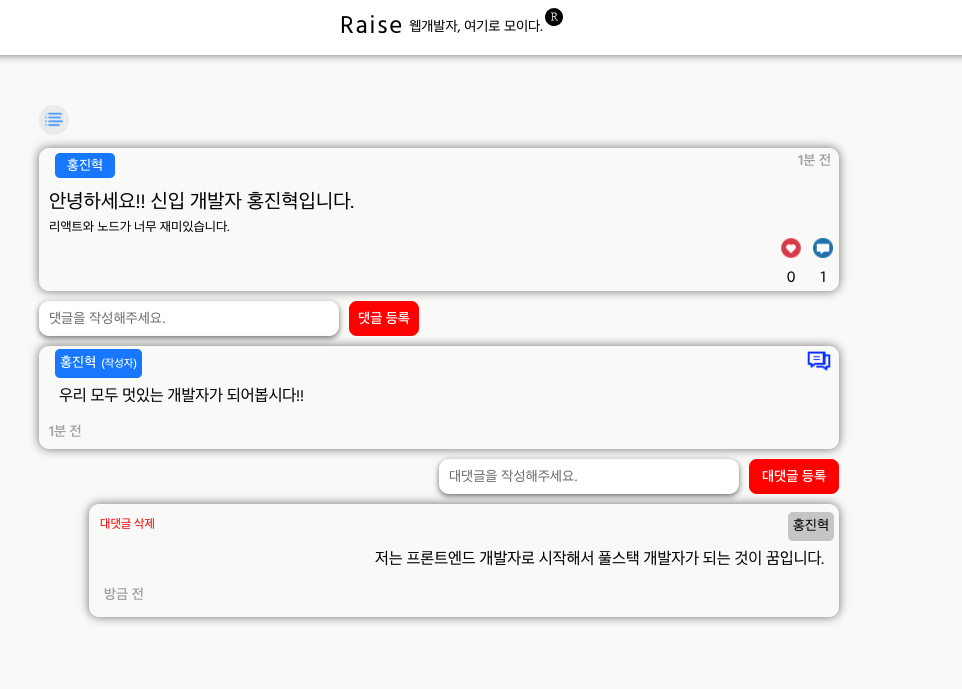 Raise 웹개발자, 여기로 모이다. R
홍진혁 1분 전
안녕하세요!! 신입 개발자 홍진혁입니다.
리액트와 노드가 너무 재미있습니다.
0 1
댓글을 작성해주세요. 댓글 등록
홍진혁 (작성자)
우리 모두 멋있는 개발자가 되어봅시다!!
1분 전
대댓글을 작성해주세요. 대댓글 등록
대댓글 삭제 홍진혁
저는 프론트엔드 개발자로 시작해서 풀스택 개발자가 되는 것이 꿈입니다.
방금 전